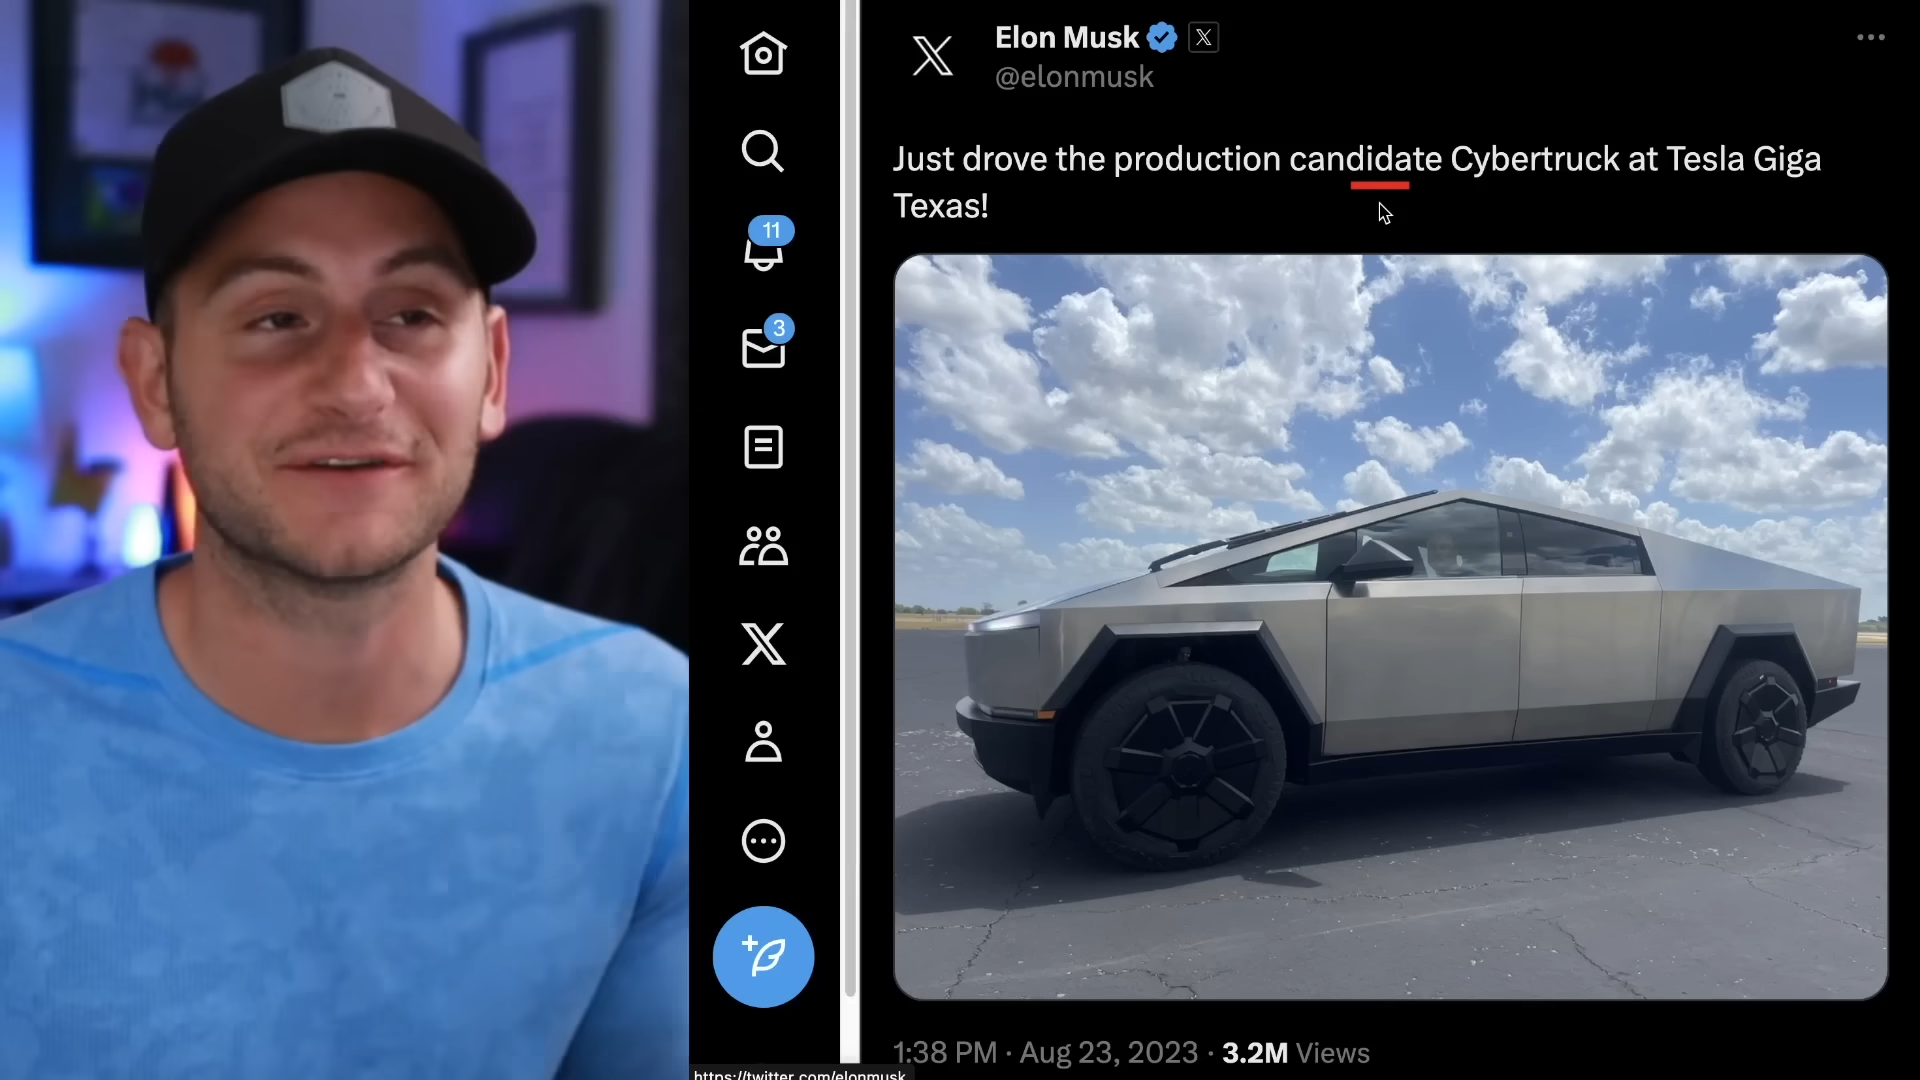 Elon Musk
@elonmusk
Just drove the production candidate Cybertruck at Tesla Giga
Texas!
11
3
1:38 PM · Aug 23, 2023 · 3.2M Views
https://twitter.com/elonmusk